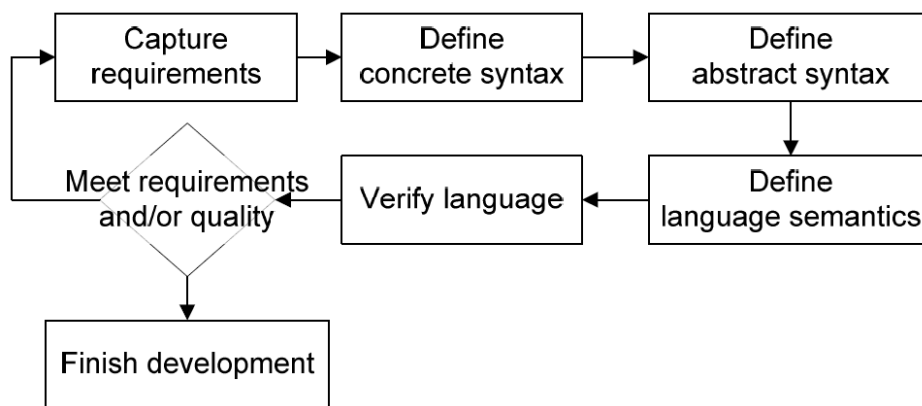 Capture
requirements
Define
concrete syntax
Define
abstract syntax
Meet requirements
and/or quality
Verify language
Define
language semantics
Finish development